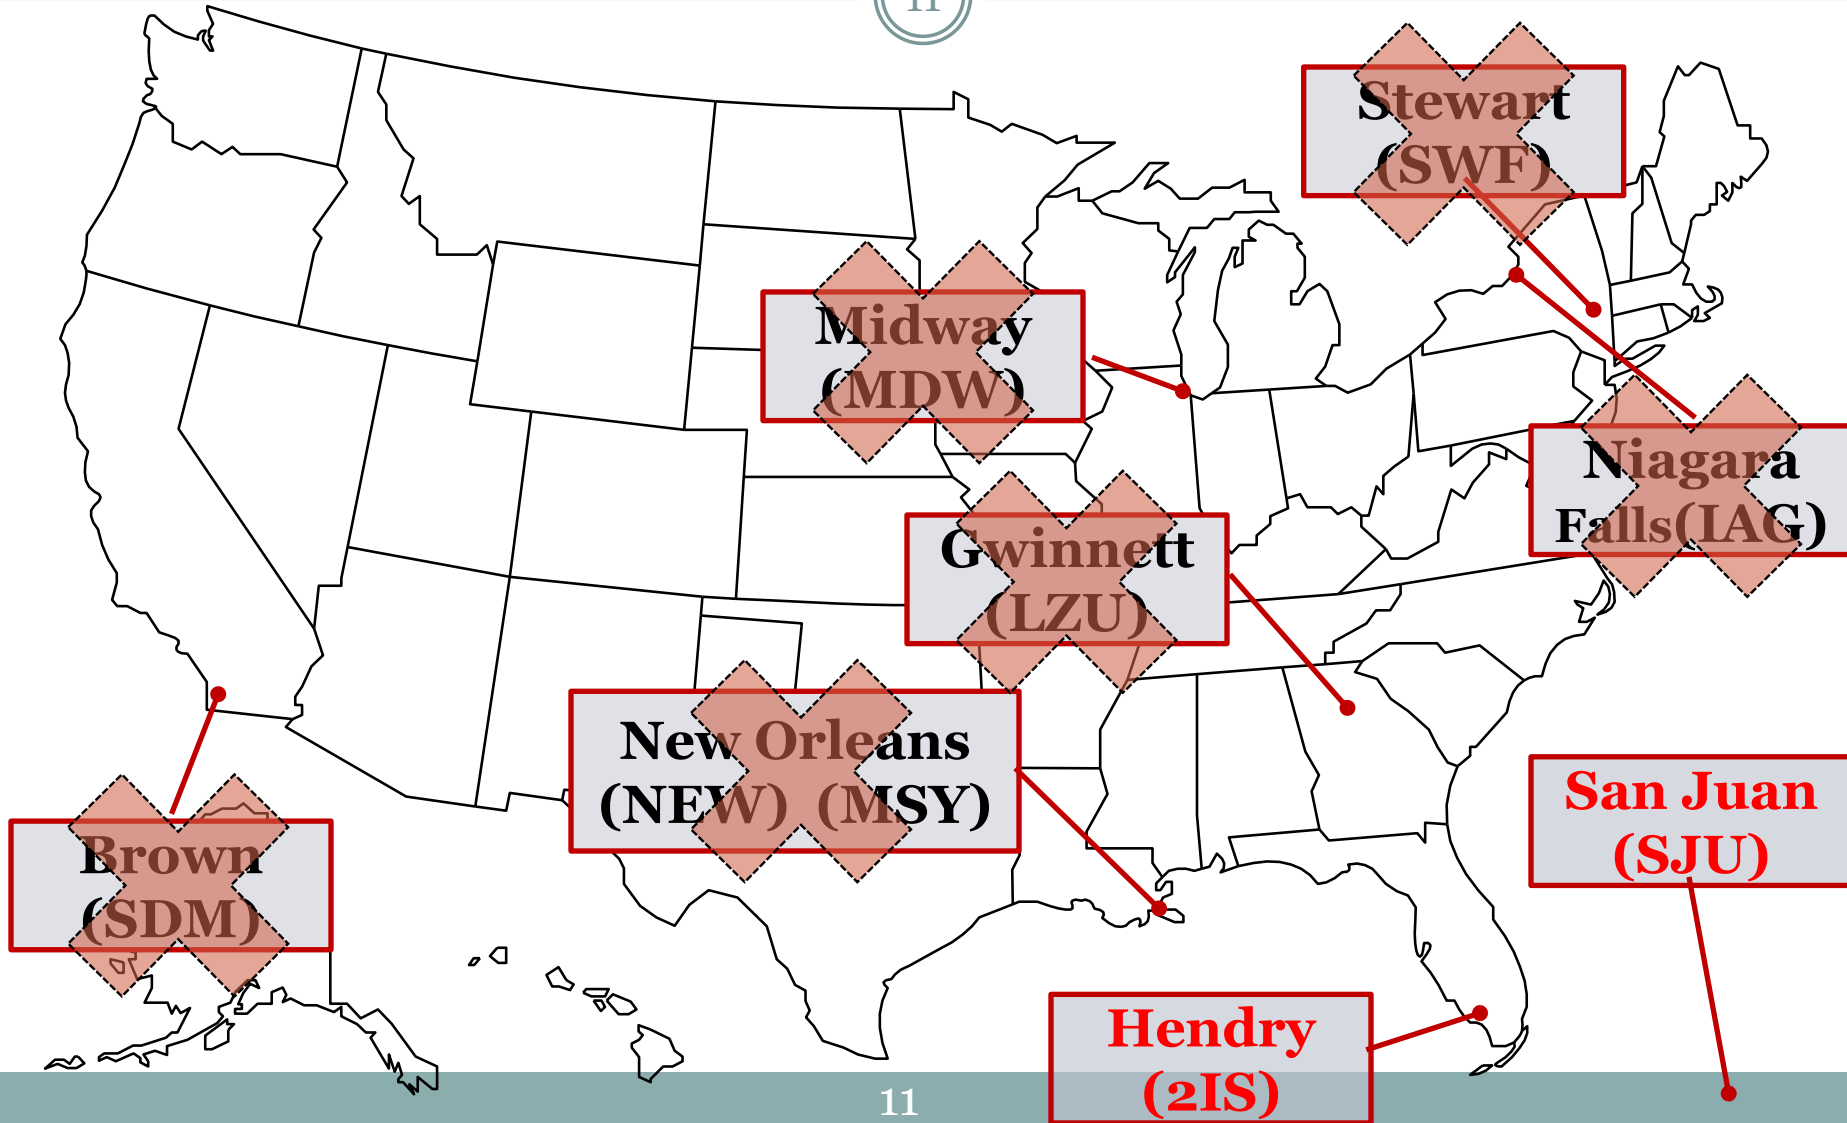 11
Stewart
(SWF)
Midway
(MDW)
Niagara
Falls(IAG)
Gwinnett
(LZU)
New Orleans
(NEW) (MSY)
San Juan
(SJU)
Brown
(SDM)
Hendry
(2IS)
11